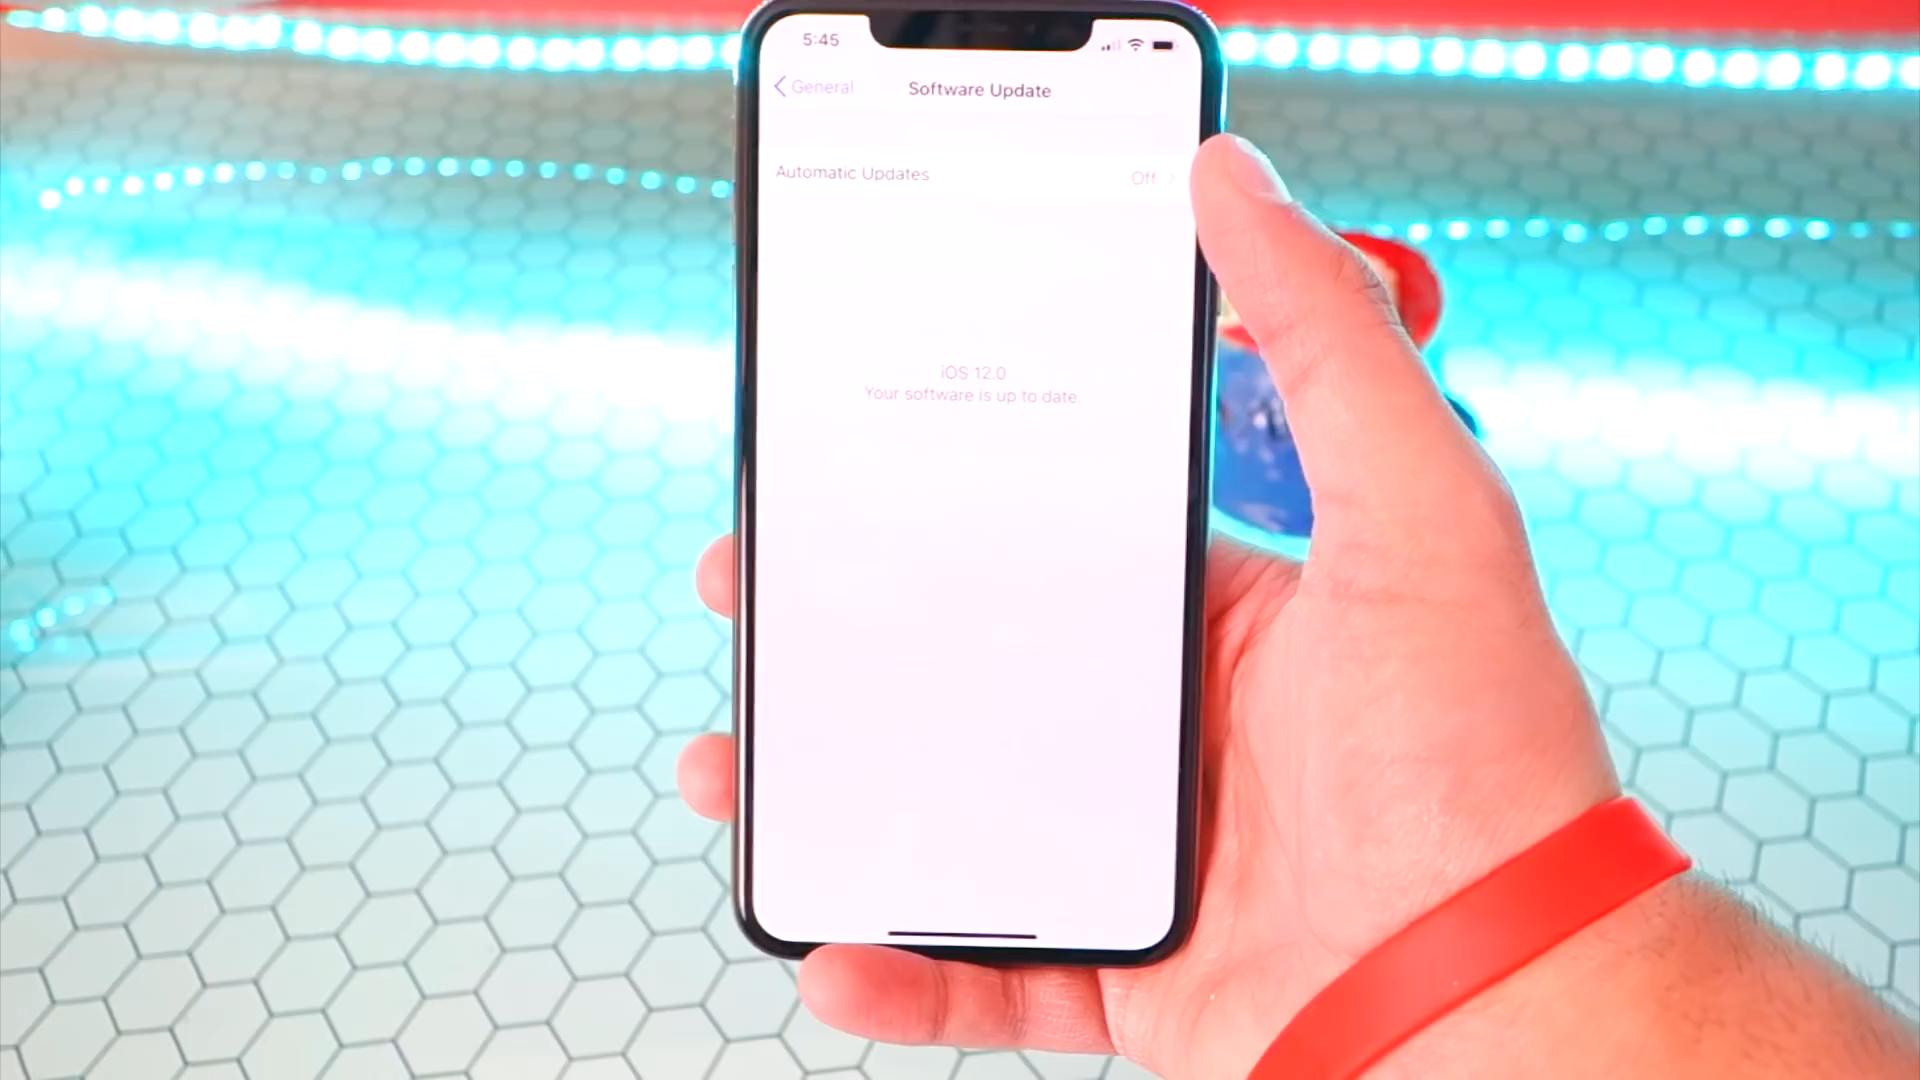 5:45
General
Software Update
Automatic Updates
Off
iOS 12.0
Your software is up to date.